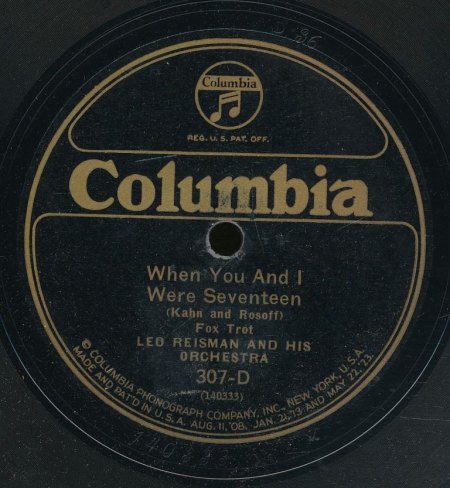 Columbia
REG. U. S. PAT. OFF.
Columbia
When You And I
Were Seventeen
(Kahn and Rosoff)
Fox Trot
LEO REISMAN AND HIS
ORCHESTRA
307-D
(140333)
© COLUMBIA PHONOGRAPH COMPANY, INC., NEW YORK, U.S.A.
MADE AND PAT'D IN U.S.A. AUG. 11, '08. JAN. 21, '13 AND MAY 22, '23.